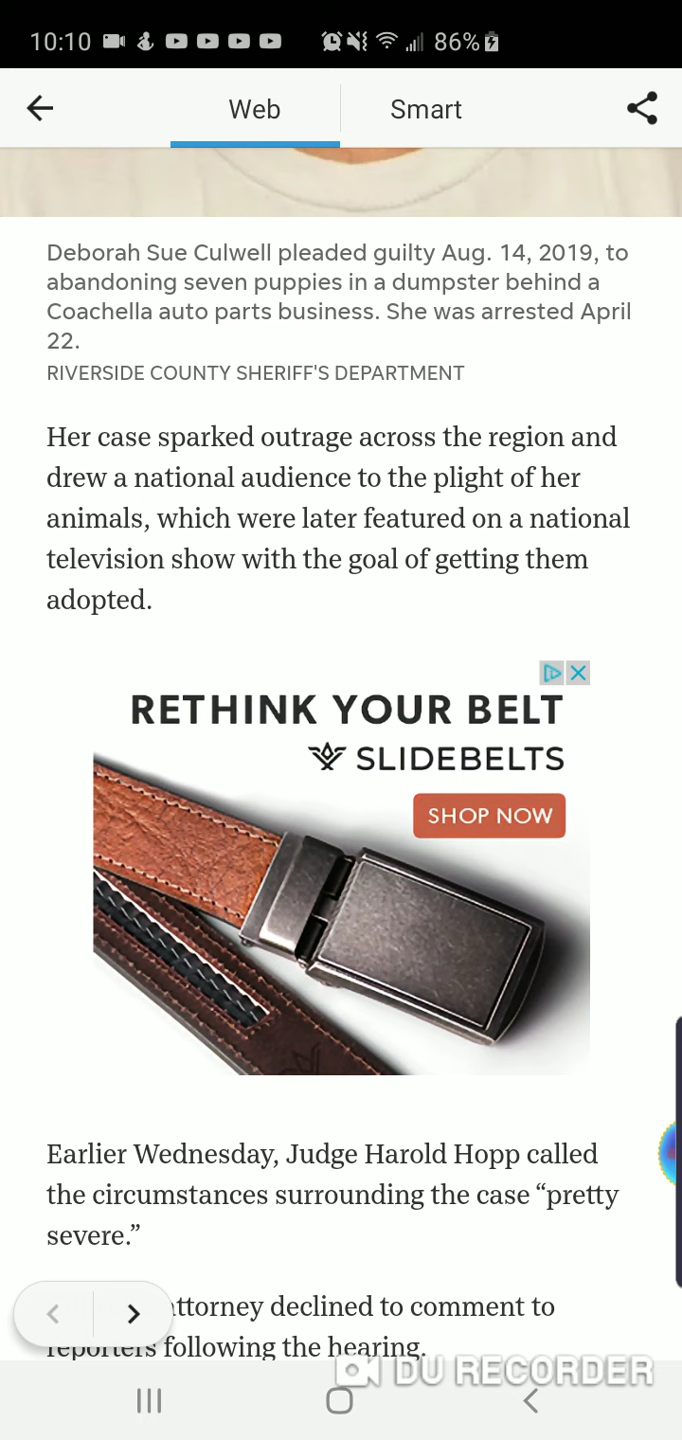 10:10 86%
Web Smart
Deborah Sue Culwell pleaded guilty Aug. 14, 2019, to
abandoning seven puppies in a dumpster behind a
Coachella auto parts business. She was arrested April
22.
RIVERSIDE COUNTY SHERIFF'S DEPARTMENT
Her case sparked outrage across the region and
drew a national audience to the plight of her
animals, which were later featured on a national
television show with the goal of getting them
adopted.
RETHINK YOUR BELT
SLIDEBELTS
SHOP NOW
Earlier Wednesday, Judge Harold Hopp called
the circumstances surrounding the case “pretty
severe.”
attorney declined to comment to
reporters following the hearing.
DU RECORDER